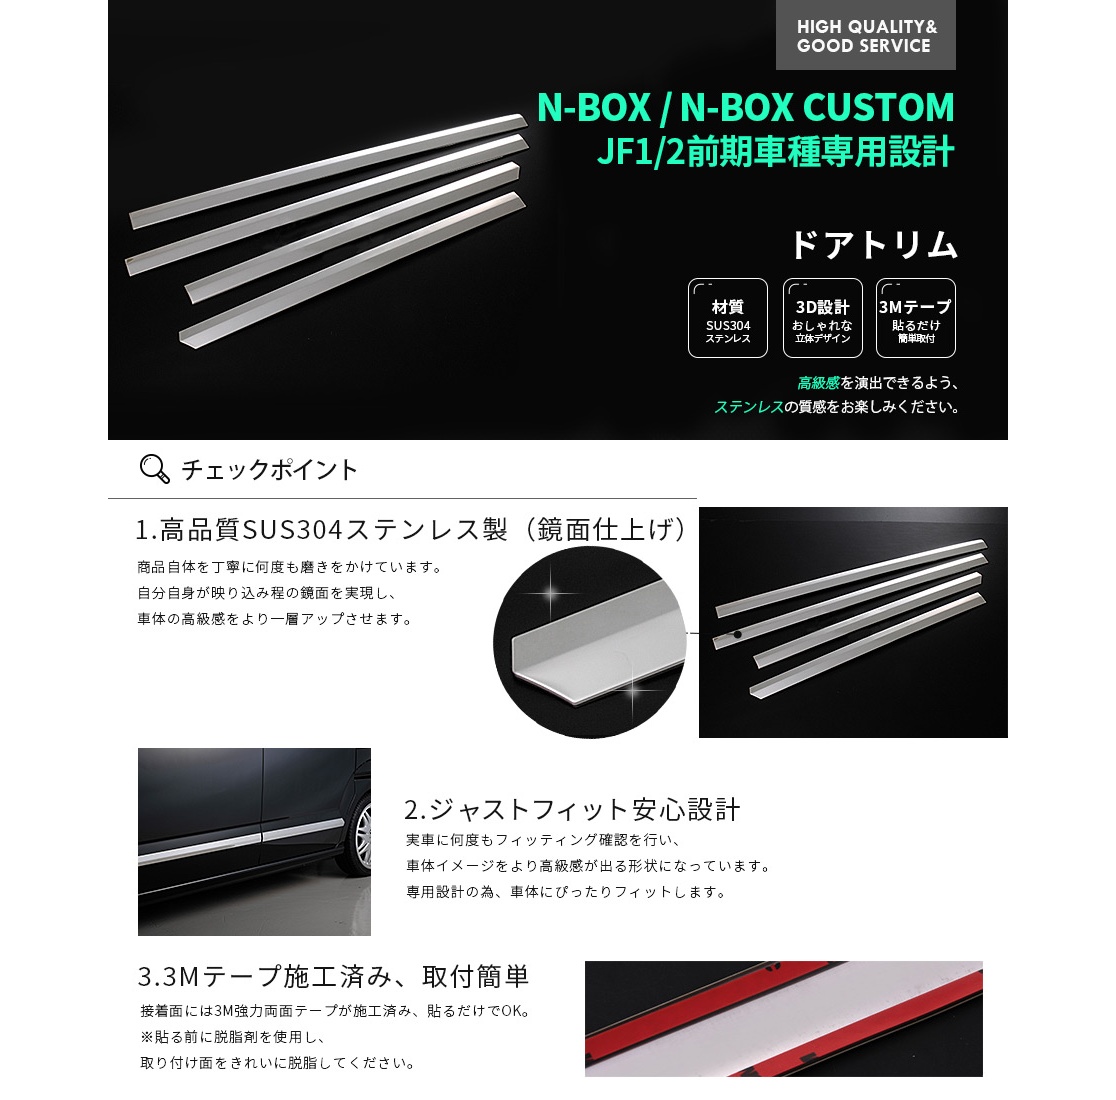 HIGH QUALITY&
GOOD SERVICE
N-BOX / N-BOX CUSTOM
JF1/2前期車種専用設計
ドアトリム
材質
SUS304
ステンレス
3D設計
おしゃれな
立体デザイン
3Mテープ
貼るだけ
簡単取付
高級感を演出できるよう、
ステンレスの質感をお楽しみください。
チェックポイント
1.高品質SUS304ステンレス製（鏡面仕上げ）
商品自体を丁寧に何度も磨きをかけています。
自分自身が映り込み程の鏡面を実現し、
車体の高級感をより一層アップさせます。
2.ジャストフィット安心設計
実車に何度もフィッティング確認を行い、
車体イメージをより高級感が出る形状になっています。
専用設計の為、車体にぴったりフィットします。
3.3Mテープ施工済み、取付簡単
接着面には3M強力両面テープが施工済み、貼るだけでOK。
※貼る前に脱脂剤を使用し、
取り付け面をきれいに脱脂してください。